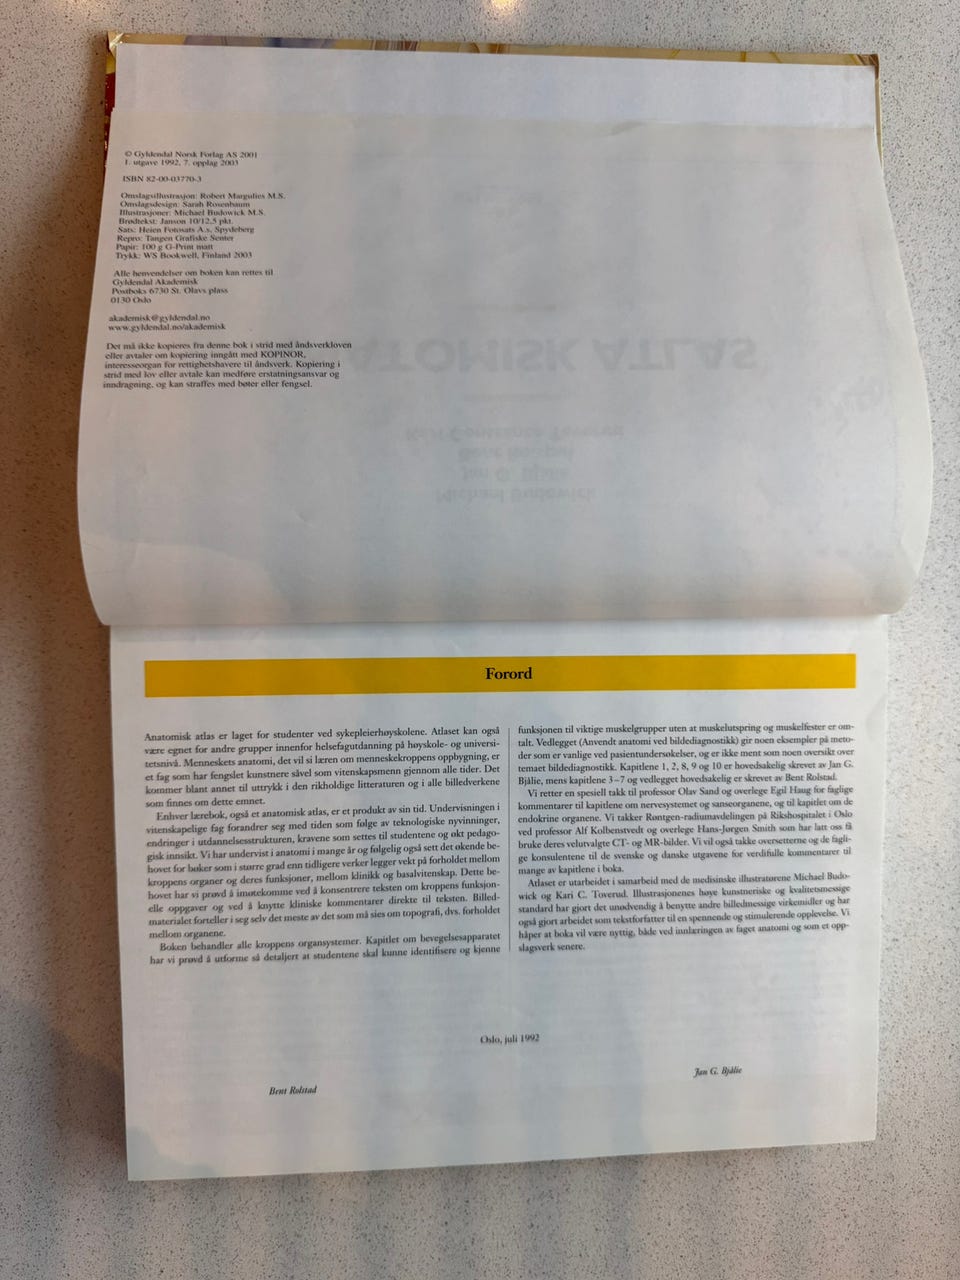 © Gyldendal Norsk Forlag AS 2001
1. utgave 1992, 7. opplag 2003
ISBN 82-00-03770-3
Omslagsillustrasjon: Robert Margulies M.S.
Omslagsdesign: Sarah Rosenbaum
Illustrasjoner: Michael Budowick M.S.
Brødtekst: Janson 10/12,5 pkt.
Sats: Heien Fotosats A.s, Spydeberg
Repro: Tangen Grafiske Senter
Papir: 100 g G-Print matt
Trykk: WS Bookwell, Finland 2003
Alle henvendelser om boken kan rettes til
Gyldendal Akademisk
Postboks 6730 St. Olavs plass
0130 Oslo
akademisk@gyldendal.no
www.gyldendal.no/akademisk
Det må ikke kopieres fra denne bok i strid med åndsverkloven
eller avtaler om kopiering inngått med KOPINOR,
interesseorgan for rettighetshavere til åndsverk. Kopiering i
strid med lov eller avtale kan medføre erstatningsansvar og
inndragning, og kan straffes med bøter eller fengsel.
Forord
Anatomisk atlas er laget for studenter ved sykepleierhøyskolene. Atlaset kan også
være egnet for andre grupper innenfor helsefagutdanning på høyskole- og universi-
tetsnivå. Menneskets anatomi, det vil si læren om menneskekroppens oppbygning, er
et fag som har fengslet kunstnere såvel som vitenskapsmenn gjennom alle tider. Det
kommer blant annet til uttrykk i den rikholdige litteraturen og i alle billedverkene
som finnes om dette emnet.
Enhver lærebok, også et anatomisk atlas, er et produkt av sin tid. Undervisningen i
vitenskapelige fag forandrer seg med tiden som følge av teknologiske nyvinninger,
endringer i utdannelsesstrukturen, kravene som settes til studentene og økt pedago-
gisk innsikt. Vi har undervist i anatomi i mange år og følgelig også sett det økende be-
hovet for bøker som i større grad enn tidligere verker legger vekt på forholdet mellom
kroppens organer og deres funksjoner, mellom klinikk og basalvitenskap. Dette be-
hovet har vi prøvd å imøtekomme ved å konsentrere teksten om kroppens funksjon-
elle oppgaver og ved å knytte kliniske kommentarer direkte til teksten. Billed-
materialet forteller i seg selv det meste av det som må sies om topografi, dvs. forholdet
mellom organene.
Boken behandler alle kroppens organsystemer. Kapitlet om bevegelsesapparatet
har vi prøvd å utforme så detaljert at studentene skal kunne identifisere og kjenne
funksjonen til viktige muskelgrupper uten at muskelutspring og muskelfester er om-
talt. Vedlegget (Anvendt anatomi ved bildediagnostikk) gir noen eksempler på meto-
der som er vanlige ved pasientundersøkelser, og er ikke ment som noen oversikt over
temaet bildediagnostikk. Kapitlene 1, 2, 8, 9 og 10 er hovedsakelig skrevet av Jan G.
Bjålie, mens kapitlene 3–7 og vedlegget hovedsakelig er skrevet av Bent Rolstad.
Vi retter en spesiell takk til professor Olav Sand og overlege Egil Haug for faglige
kommentarer til kapitlene om nervesystemet og sanseorganene, og til kapitlet om de
endokrine organene. Vi takker Røntgen-radiumavdelingen på Rikshospitalet i Oslo
ved professor Alf Kolbenstvedt og overlege Hans-Jørgen Smith som har latt oss få
bruke deres velutvalgte CT- og MR-bilder. Vi vil også takke oversetterne og de fagli-
ge konsulentene til de svenske og danske utgavene for verdifulle kommentarer til
mange av kapitlene i boka.
Atlaset er utarbeidet i samarbeid med de medisinske illustratørene Michael Budo-
wick og Kari C. Toverud. Illustrasjonenes høye kunstneriske og kvalitetsmessige
standard har gjort det unødvendig å benytte andre billedmessige virkemidler og har
også gjort arbeidet som tekstforfatter til en spennende og stimulerende opplevelse. Vi
håper at boka vil være nyttig, både ved innlæringen av faget anatomi og som et opp-
slagsverk senere.
Oslo, juli 1992
Bent Rolstad
Jan G. Bjålie